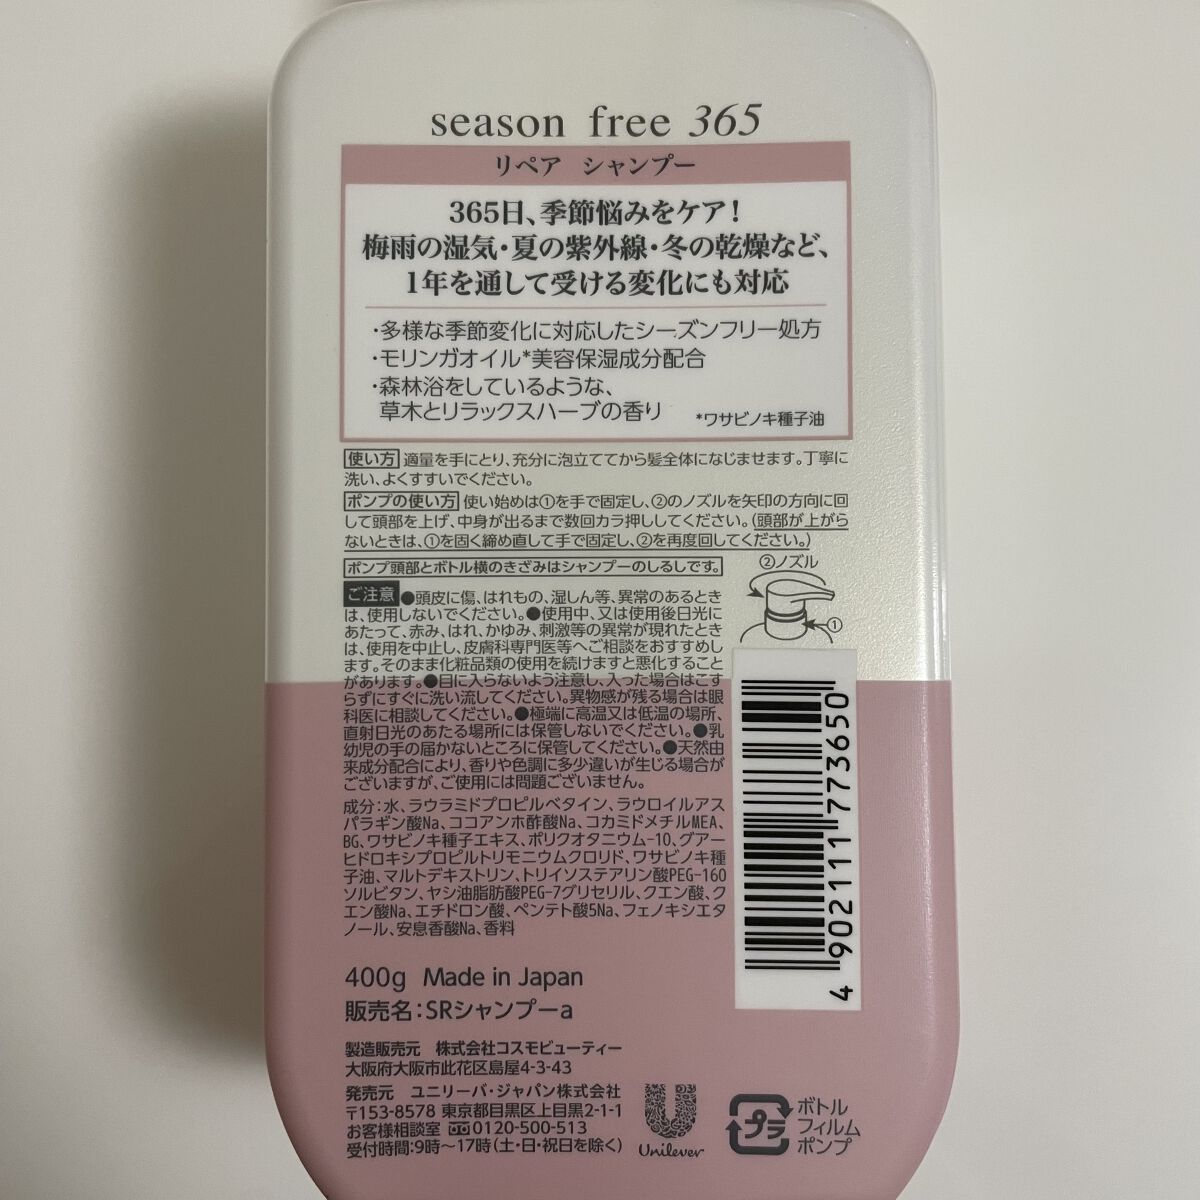 season free 365
リペア シャンプー
365日、季節悩みをケア!
梅雨の湿気・夏の紫外線・冬の乾燥など、
1年を通して受ける変化にも対応
・多様な季節変化に対応したシーズンフリー処方
・モリンガオイル*美容保湿成分配合
・森林浴をしているような、
草木とリラックスハーブの香り *ワサビノキ種子油
使い方 適量を手にとり、充分に泡立ててから髪全体になじませます。丁寧に
洗い、よくすすいでください。
ポンプの使い方 使い始めは①を手で固定し、②のノズルを矢印の方向に回
して頭部を上げ、中身が出るまで数回カラ押ししてください。(頭部が上がら
ないときは、①を固く締め直して手で固定し、②を再度回してください。)
ポンプ頭部とボトル横のきざみはシャンプーのしるしです。
②ノズル
①
ご注意 ●頭皮に傷、はれもの、湿しん等、異常のあるとき
は、使用しないでください。●使用中、又は使用後日光に
あたって、赤み、はれ、かゆみ、刺激等の異常が現れたとき
は、使用を中止し、皮膚科専門医等へご相談をおすすめし
ます。そのまま化粧品類の使用を続けますと悪化すること
があります。●目に入らないよう注意し、入った場合はこす
らずにすぐに洗い流してください。異物感が残る場合は眼
科医に相談してください。●極端に高温又は低温の場所、
直射日光のあたる場所には保管しないでください。●乳
幼児の手の届かないところに保管してください。●天然由
来成分配合により、香りや色調に多少違いが生じる場合が
ございますが、ご使用には問題ございません。
成分:水、ラウラミドプロピルベタイン、ラウロイルアス
パラギン酸Na、ココアンホ酢酸Na、コカミドメチルMEA、
BG、ワサビノキ種子エキス、ポリクオタニウム-10、グアー
ヒドロキシプロピルトリモニウムクロリド、ワサビノキ種
子油、マルトデキストリン、トリイソステアリン酸PEG-160
ソルビタン、ヤシ油脂肪酸PEG-7グリセリル、クエン酸、ク
エン酸Na、エチドロン酸、ペンテト酸5Na、フェノキシエタ
ノール、安息香酸Na、香料
4 902111 773650
400g Made in Japan
販売名:SRシャンプーa
製造販売元 株式会社コスモビューティー
大阪府大阪市此花区島屋4-3-43
発売元 ユニリーバ・ジャパン株式会社
〒153-8578 東京都目黒区上目黒2-1-1
お客様相談室 0120-500-513
受付時間:9時〜17時(土・日・祝日を除く)
Unilever
プラ
ボトル
フィルム
ポンプ